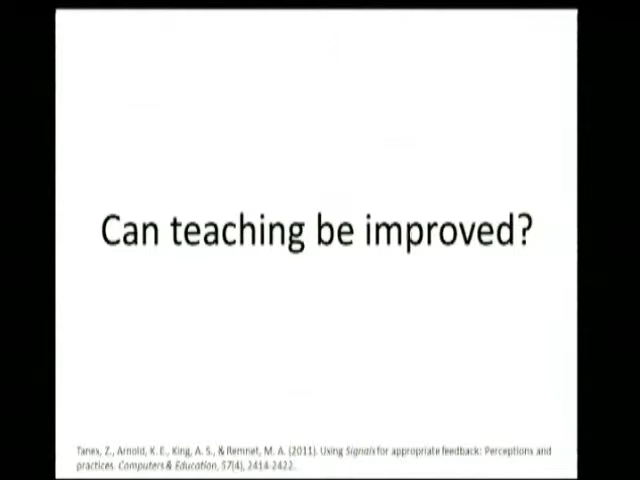 Can teaching be improved?
Tanes, Z., Arnold, K. E., King, A. S., & Remnet, M. A. (2011). Using Signals for appropriate feedback: Perceptions and
practices. Computers & Education, 57(4), 2414-2422.